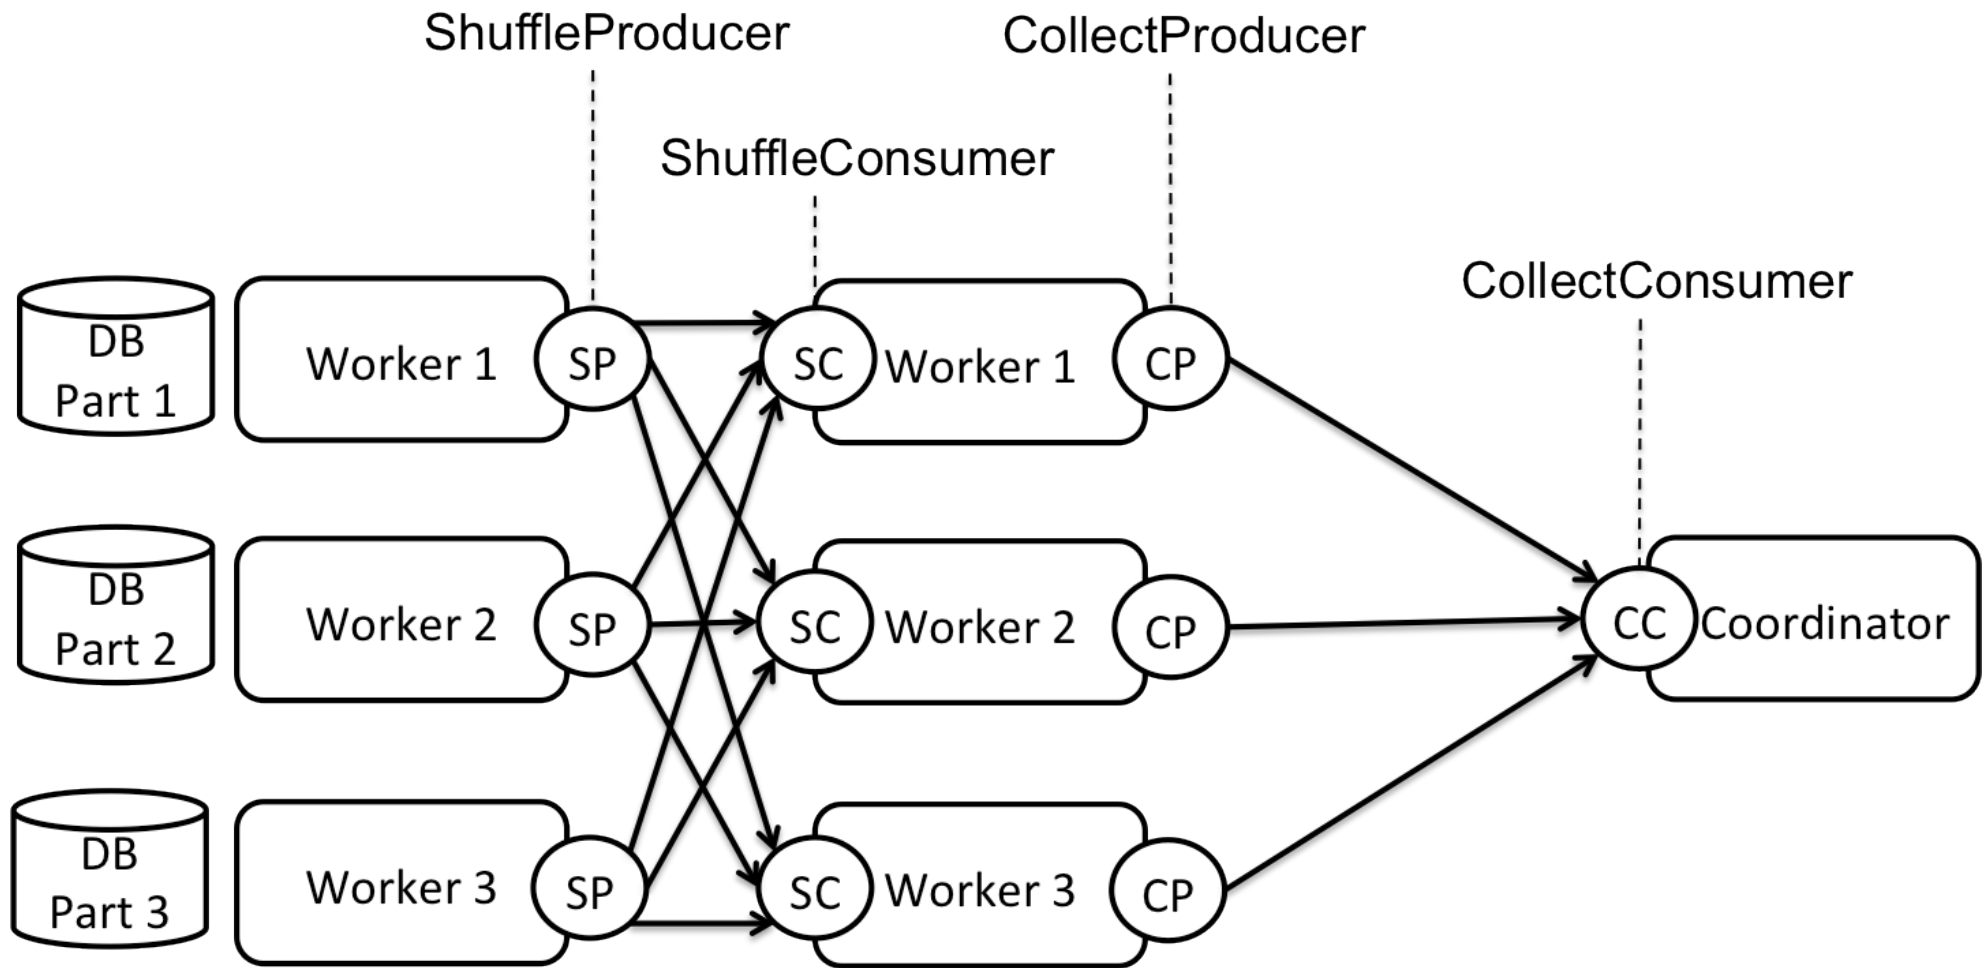 ShuffleProducer
CollectProducer
ShuffleConsumer
CollectConsumer
DB
Part 1
Worker 1
SP
SC
Worker 1
CP
DB
Part 2
Worker 2
SP
SC
Worker 2
CP
CC
Coordinator
DB
Part 3
Worker 3
SP
SC
Worker 3
CP